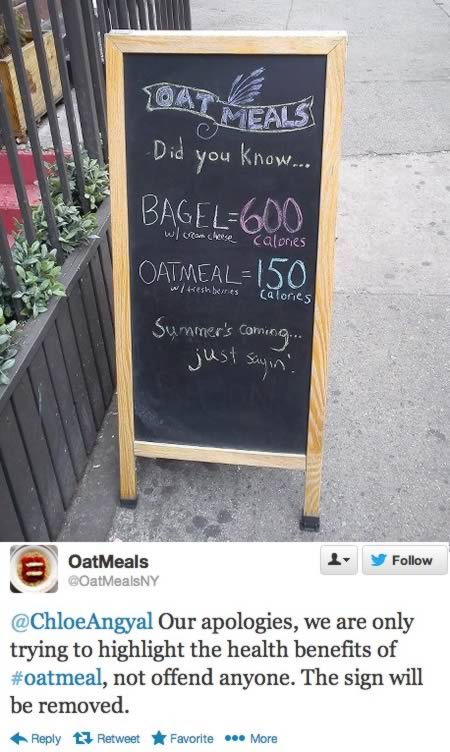 OAT MEALS
Did you know...
BAGEL=600
w/ cream cheese calories
OATMEAL=150
w/ fresh berries calories
Summer's coming...
just sayin'.
OatMeals
@OatMealsNY
Follow
@ChloeAngyal Our apologies, we are only
trying to highlight the health benefits of
#oatmeal, not offend anyone. The sign will
be removed.
Reply Retweet Favorite More